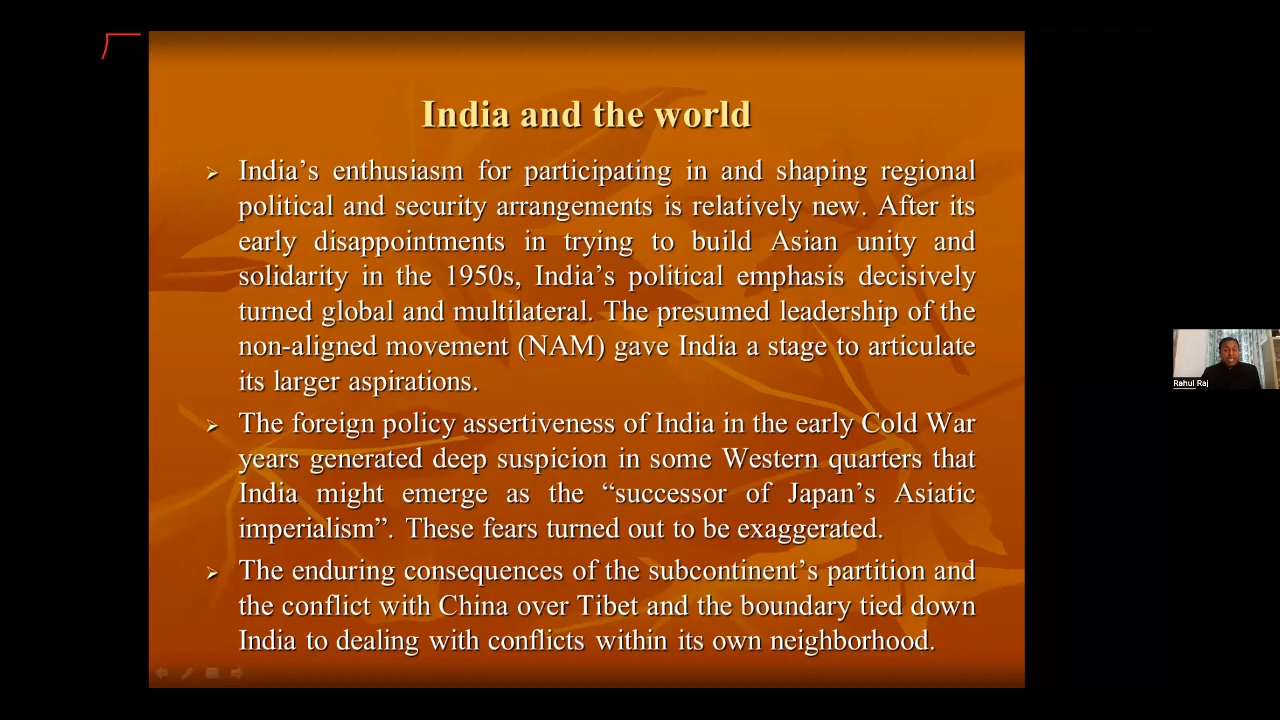 India and the world
India's enthusiasm for participating in and shaping regional
political and security arrangements is relatively new. After its
early disappointments in trying to build Asian unity and
solidarity in the 1950s, India's political emphasis decisively
turned global and multilateral. The presumed leadership of the
non-aligned movement (NAM) gave India a stage to articulate
its larger aspirations.
The foreign policy assertiveness of India in the early Cold War
years generated deep suspicion in some Western quarters that
India might emerge as the “successor of Japan's Asiatic
imperialism”. These fears turned out to be exaggerated.
The enduring consequences of the subcontinent's partition and
the conflict with China over Tibet and the boundary tied down
India to dealing with conflicts within its own neighborhood.
Rahul Raj